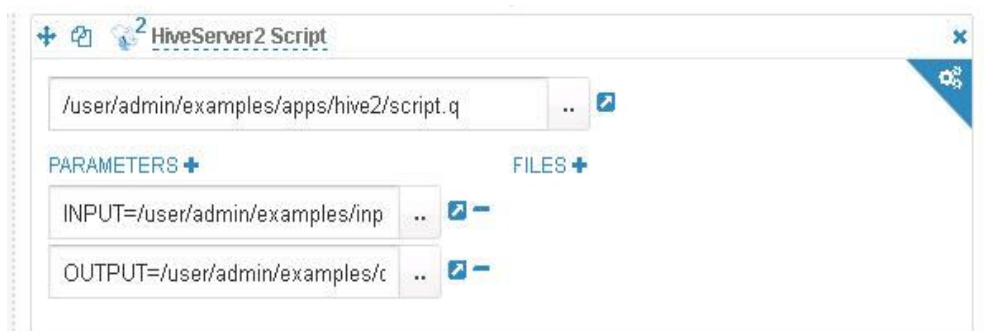 2 HiveServer2 Script
/user/admin/examples/apps/hive2/script.q ..
PARAMETERS FILES
INPUT=/user/admin/examples/inp ..
OUTPUT=/user/admin/examples/ ..